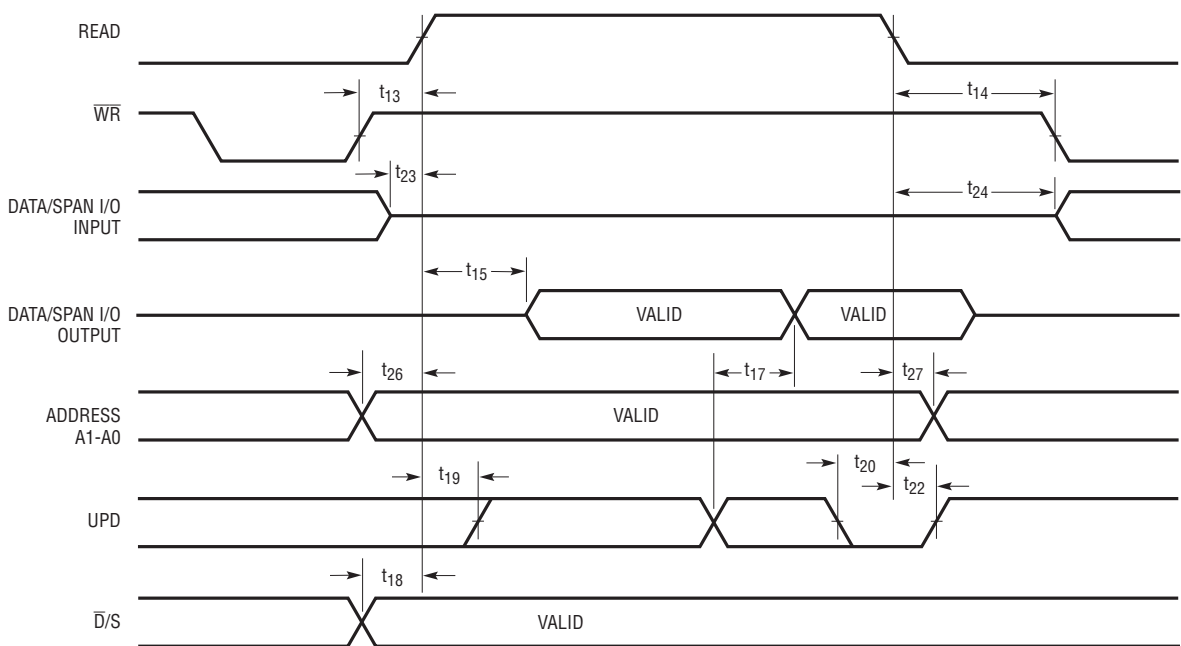 READ
t13
t14
W̅R̅
t23
t24
DATA/SPAN I/O
INPUT
t15
DATA/SPAN I/O
OUTPUT
VALID
VALID
t26
t17
t27
ADDRESS
A1-A0
VALID
t19
t20
t22
UPD
t18
D̅/S
VALID